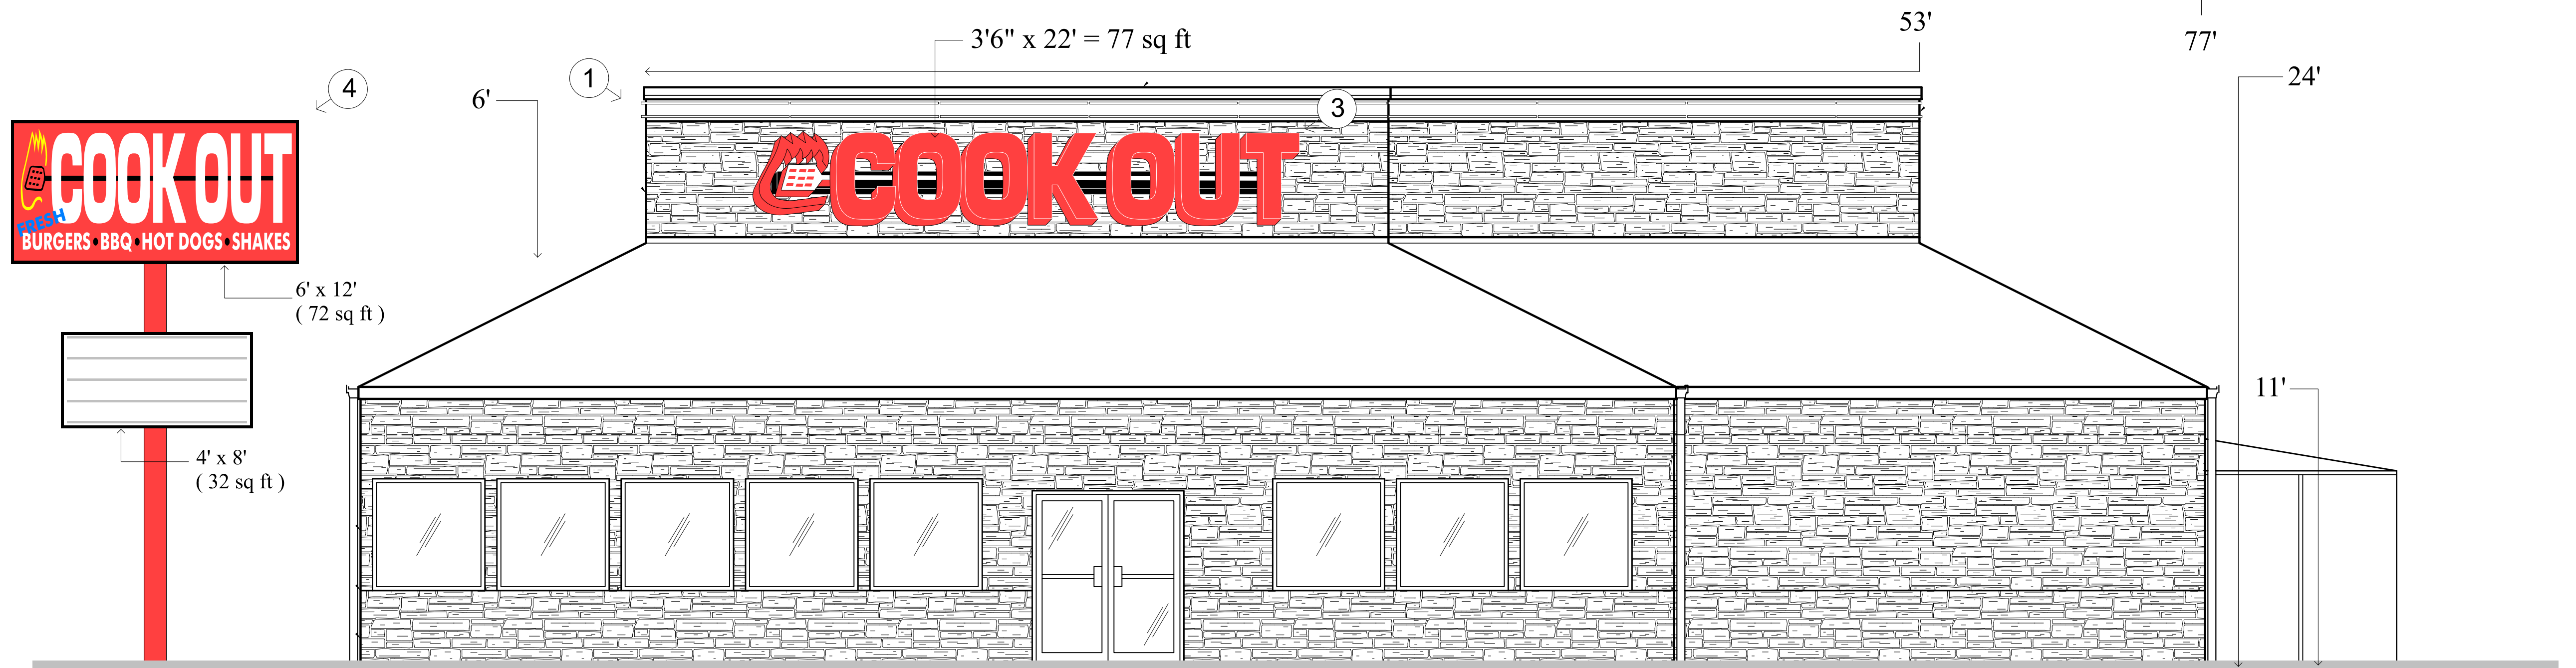 53'
3'6" x 22' = 77 sq ft
77'
24'
1
4
6'
3
COOK OUT
FRESH
BURGERS • BBQ • HOT DOGS • SHAKES
COOK OUT
6' x 12'
( 72 sq ft )
11'
4' x 8'
( 32 sq ft )